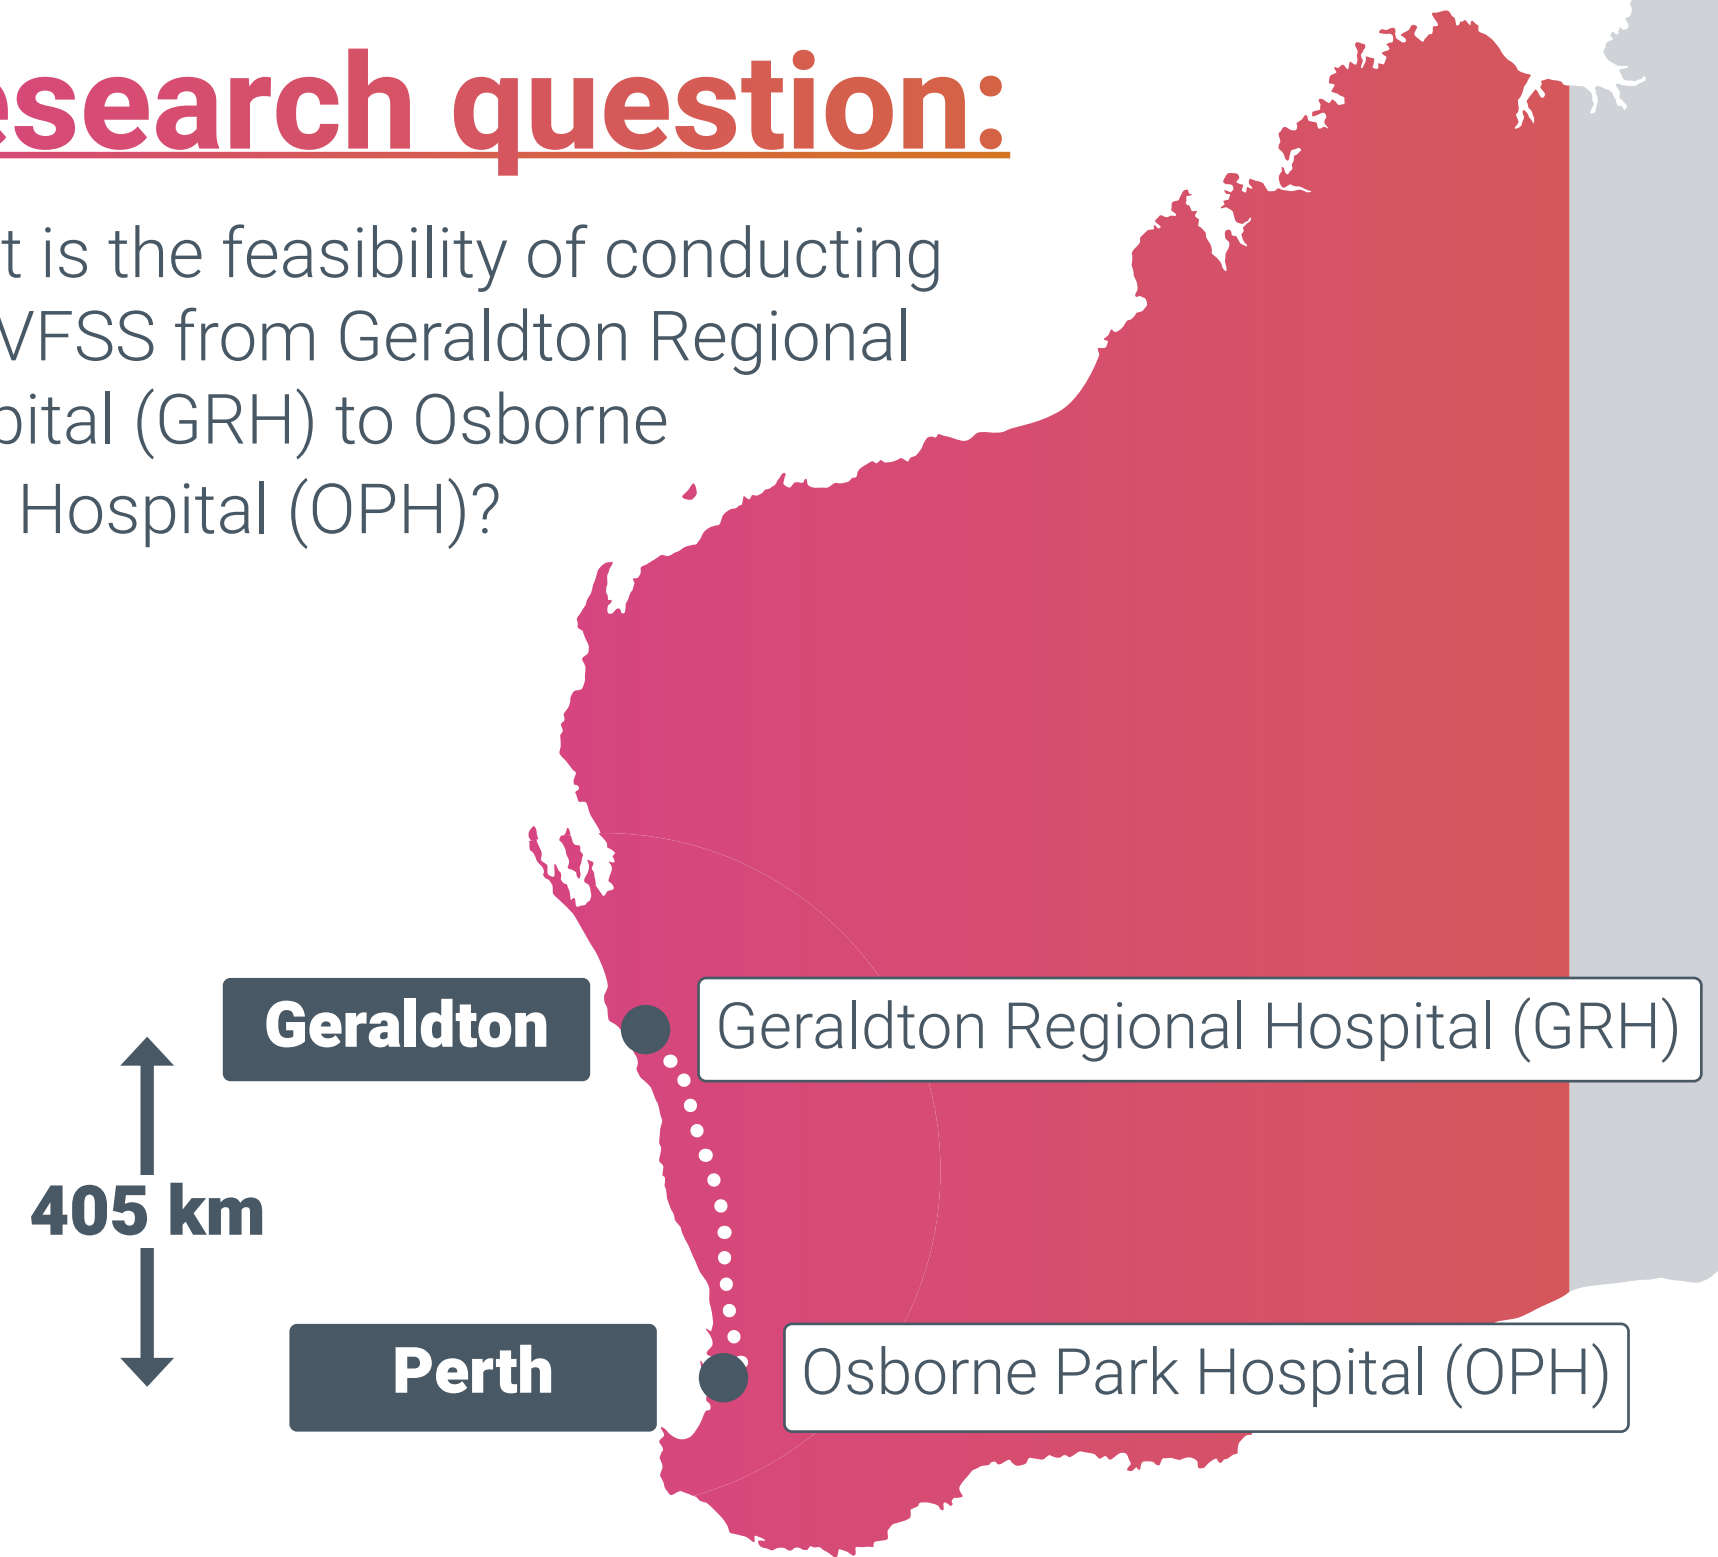 esearch question:
t is the feasibility of conducting
VFSS from Geraldton Regional
pital (GRH) to Osborne
Hospital (OPH)?
Geraldton
Geraldton Regional Hospital (GRH)
405 km
Perth
Osborne Park Hospital (OPH)